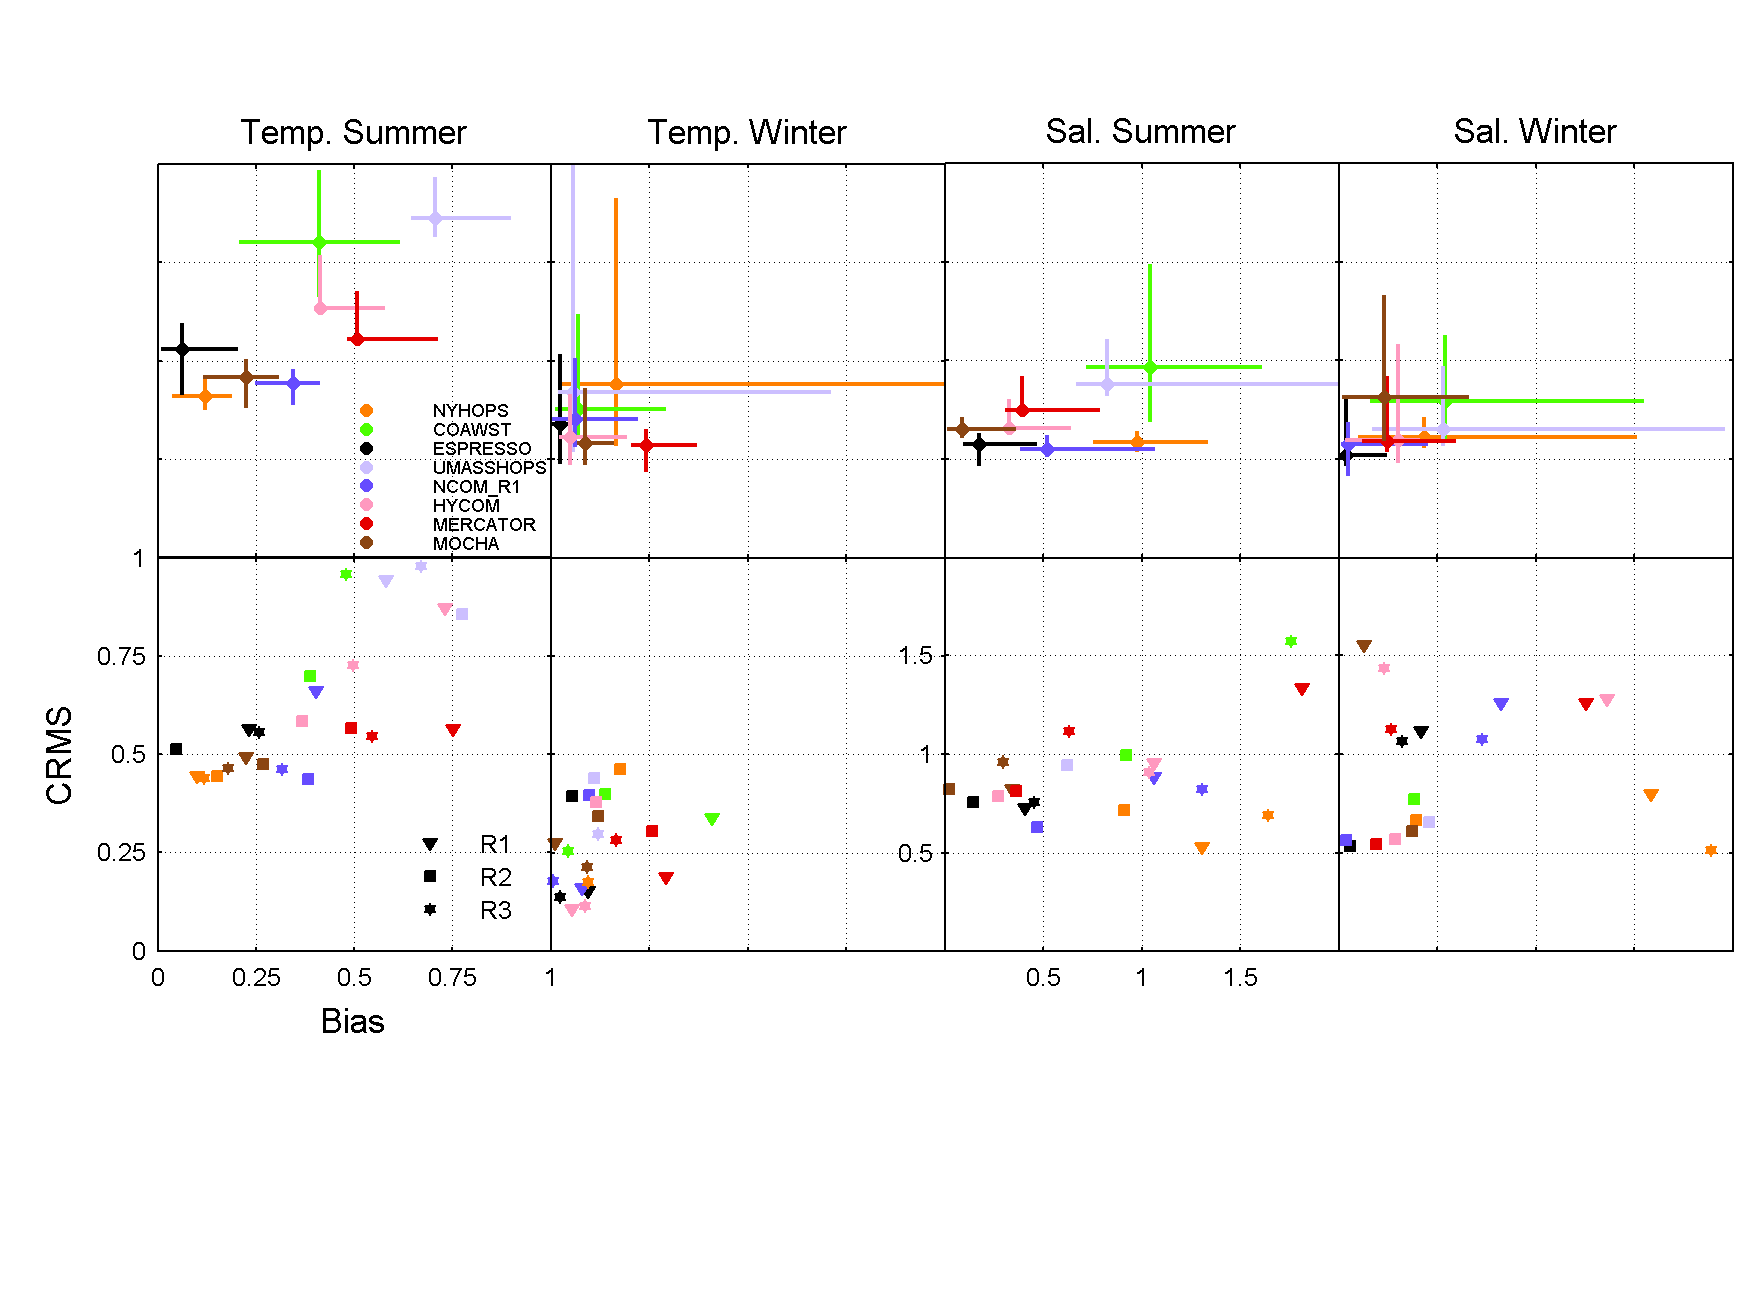 Temp. Summer Temp. Winter Sal. Summer Sal. Winter
NYHOPS
COAWST
ESPRESSO
UMASSHOPS
NCOM_R1
HYCOM
MERCATOR
MOCHA
1
0.75 1.5
CRMS
0.5 1
R1
0.25 0.5
R2
R3
0
0 0.25 0.5 0.75 1 0.5 1 1.5
Bias